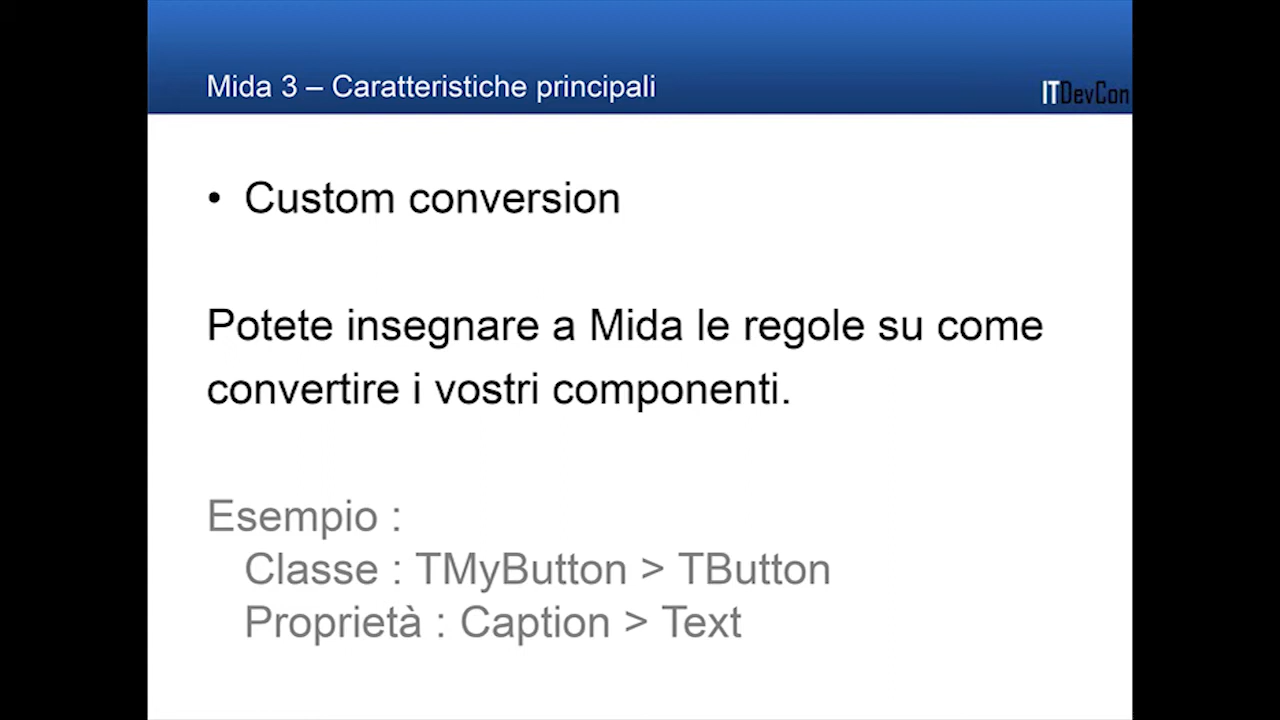 Mida 3 – Caratteristiche principali
ITDevCon
• Custom conversion
Potete insegnare a Mida le regole su come
convertire i vostri componenti.
Esempio :
Classe : TMyButton > TButton
Proprietà : Caption > Text